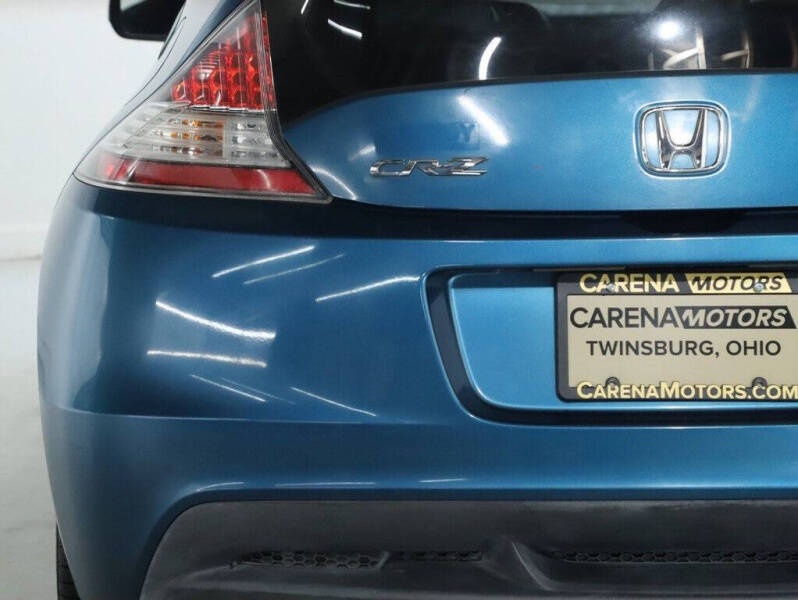 CR-Z
CARENA MOTORS
CARENA MOTORS
TWINSBURG, OHIO
CARENAMOTORS.COM